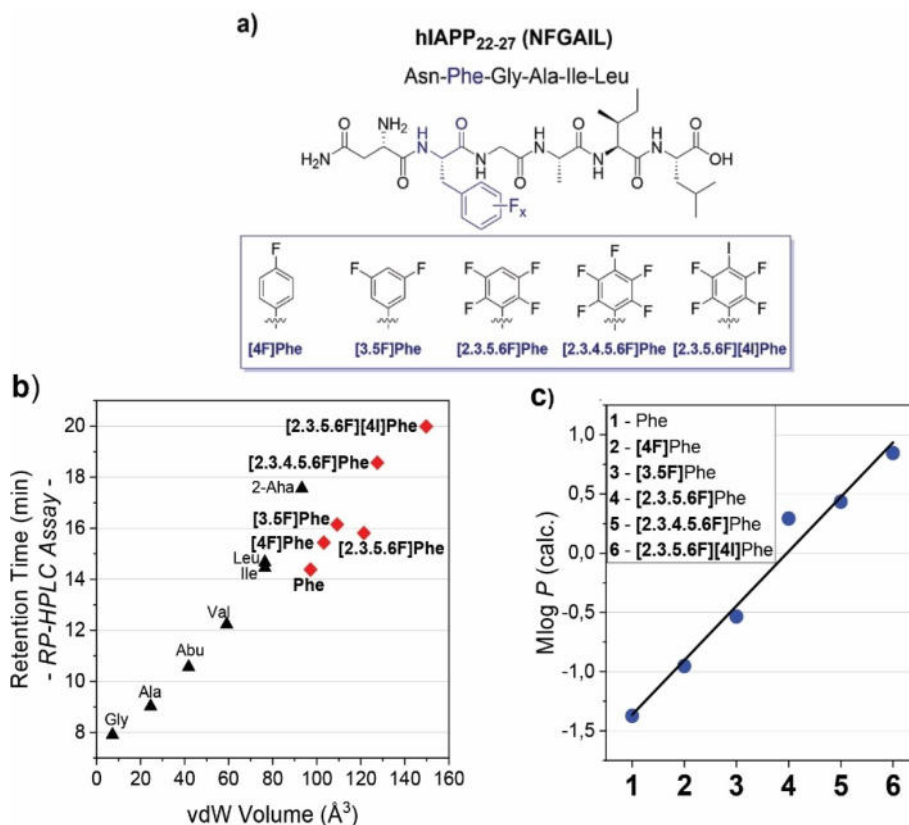 a)
hIAPP22-27 (NFGAIL)
Asn-Phe-Gly-Ala-Ile-Leu
O NH2 O O O
H2N N N N N OH
H H H H
O O O
Fx
F F F F F F F I
F F F F F F F F
[4F]Phe [3.5F]Phe [2.3.5.6F]Phe [2.3.4.5.6F]Phe [2.3.5.6F][4I]Phe
b)
Retention Time (min)
- RP-HPLC Assay -
20
18
16
14
12
10
8
[2.3.5.6F][4I]Phe
[2.3.4.5.6F]Phe
2-Aha
[3.5F]Phe
[4F]Phe
[2.3.5.6F]Phe
Leu
Ile
Phe
Val
Abu
Ala
Gly
0 20 40 60 80 100 120 140 160
vdW Volume (Å3)
c)
1 - Phe
2 - [4F]Phe
3 - [3.5F]Phe
4 - [2.3.5.6F]Phe
5 - [2.3.4.5.6F]Phe
6 - [2.3.5.6F][4I]Phe
Mlog P (calc.)
1,0
0,5
0,0
-0,5
-1,0
-1,5
1 2 3 4 5 6